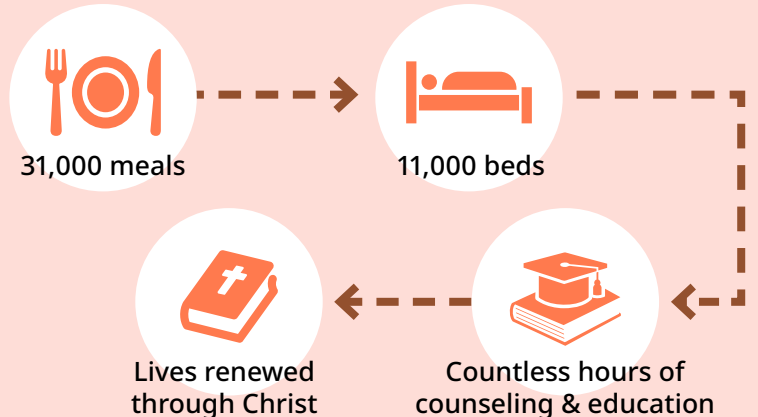 31,000 meals
11,000 beds
Countless hours of
counseling & education
Lives renewed
through Christ